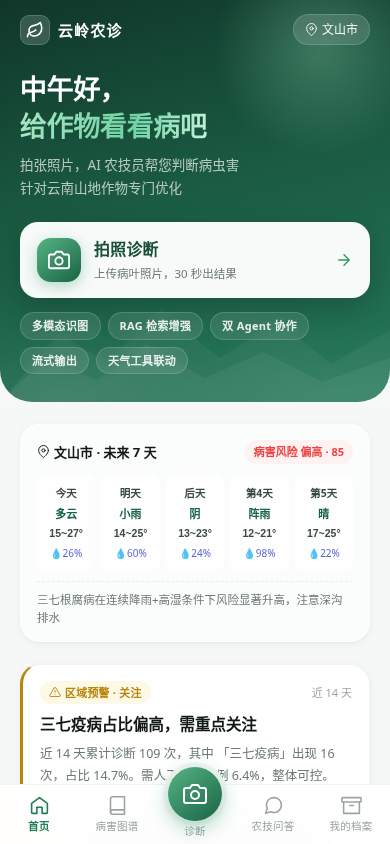 云岭农诊
文山市
中午好，
给作物看看病吧
拍张照片，AI 农技员帮您判断病虫害
针对云南山地作物专门优化
拍照诊断
上传病叶照片，30 秒出结果
多模态识图
RAG 检索增强
双 Agent 协作
流式输出
天气工具联动
文山市 · 未来 7 天
病害风险 偏高 · 85
今天 明天 后天 第4天 第5天
多云 小雨 阴 阵雨 晴
15~27° 14~25° 13~23° 12~21° 17~25°
💧26% 💧60% 💧24% 💧98% 💧22%
三七根腐病在连续降雨+高湿条件下风险显著升高，注意深沟
排水
区域预警 · 关注
近 14 天
三七疫病占比偏高，需重点关注
近 14 天累计诊断 109 次，其中 「三七疫病」出现 16
次，占比 14.7%。需人 例 6.4%，整体可控。
首页
病害图谱
诊断
农技问答
我的档案